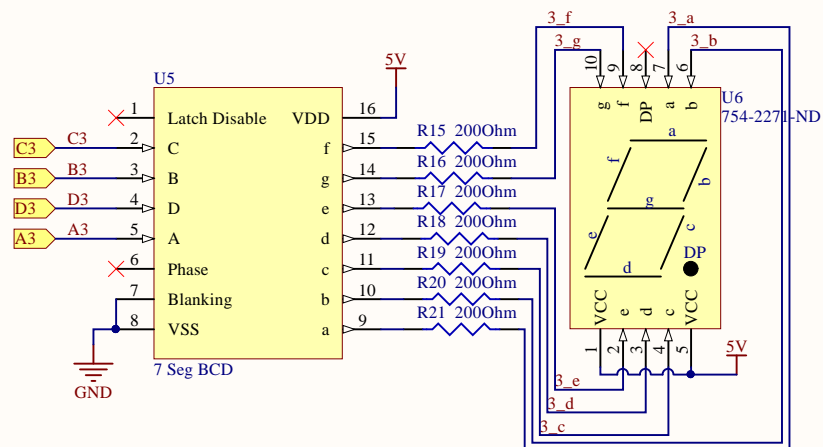 3_f
3_a
3_g
3_b
10
9
8
7
6
5V
U5
U6
754-2271-ND
g
f
DP
a
b
1
Latch Disable
VDD
16
C3
C3
2
C
f
15
R15 200Ohm
B3
B3
3
B
g
14
R16 200Ohm
D3
D3
4
D
e
13
R17 200Ohm
A3
A3
5
A
d
12
R18 200Ohm
6
Phase
c
11
R19 200Ohm
7
Blanking
b
10
R20 200Ohm
8
VSS
a
9
R21 200Ohm
7 Seg BCD
GND
a
f
b
g
e
c
d
DP
VCC
e
d
c
VCC
1
2
3
4
5
5V
3_e
3_d
3_c